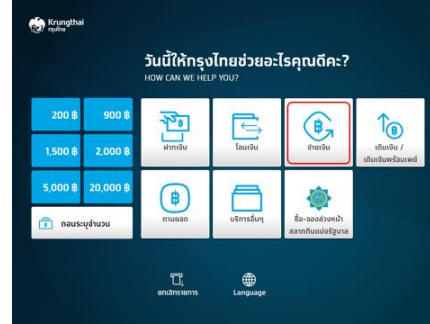 Krungthai
กรุงไทย
วันนี้ให้กรุงไทยช่วยอะไรคุณดีคะ?
HOW CAN WE HELP YOU?
200 ฿
900 ฿
1,500 ฿
2,000 ฿
5,000 ฿
20,000 ฿
ถอนระบุจำนวน
ฝากเงิน
โอนเงิน
จ่ายเงิน
เติมเงิน /
เติมเงินพร้อมเพย์
ถามยอด
บริการอื่นๆ
ซื้อ-จองล่วงหน้า
สลากกินแบ่งรัฐบาล
ยกเลิกรายการ
Language